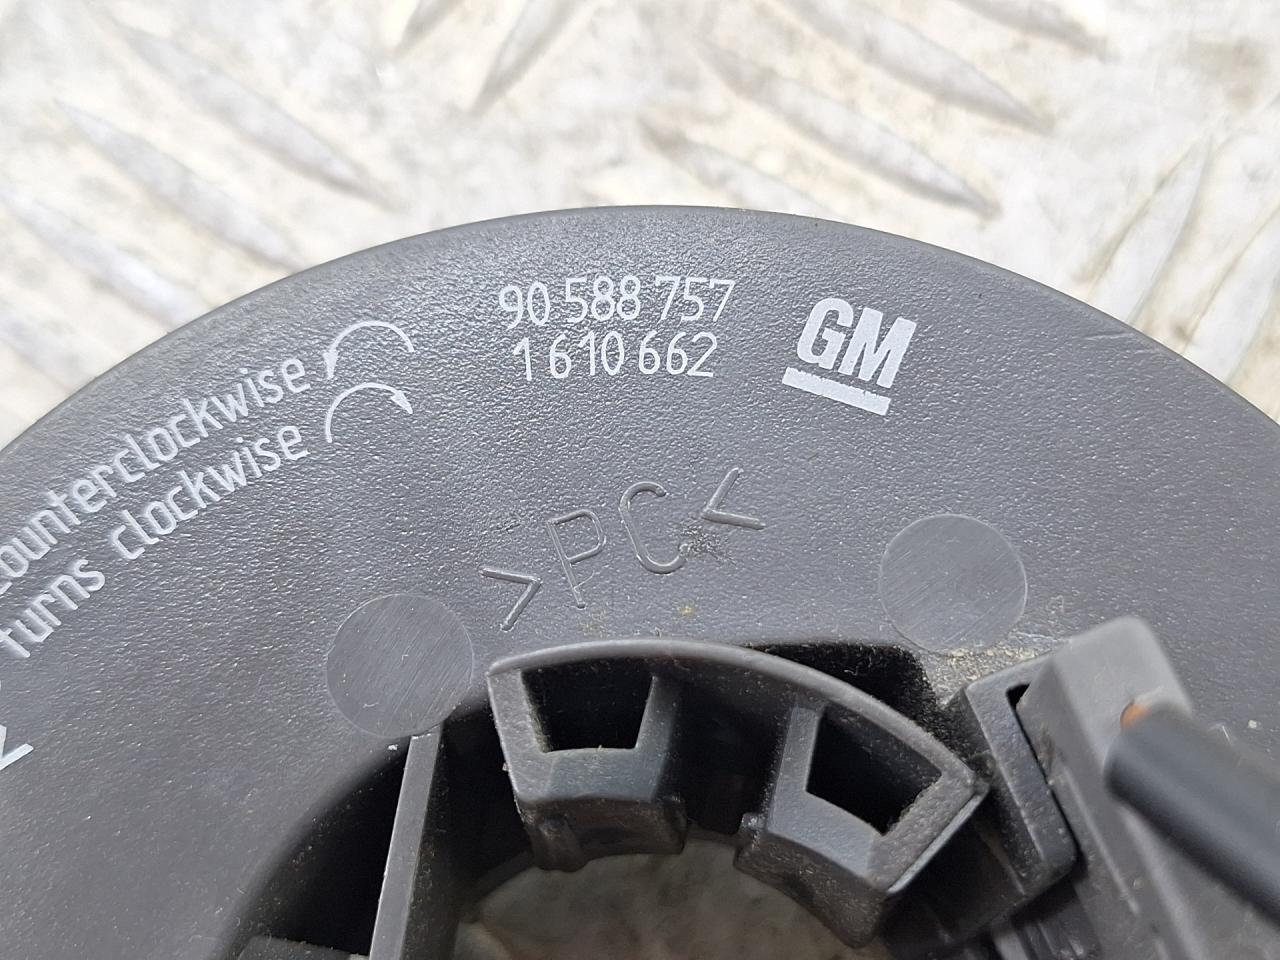 90 588 757
1 610 662
GM
counterclockwise
turns clockwise
>PC<